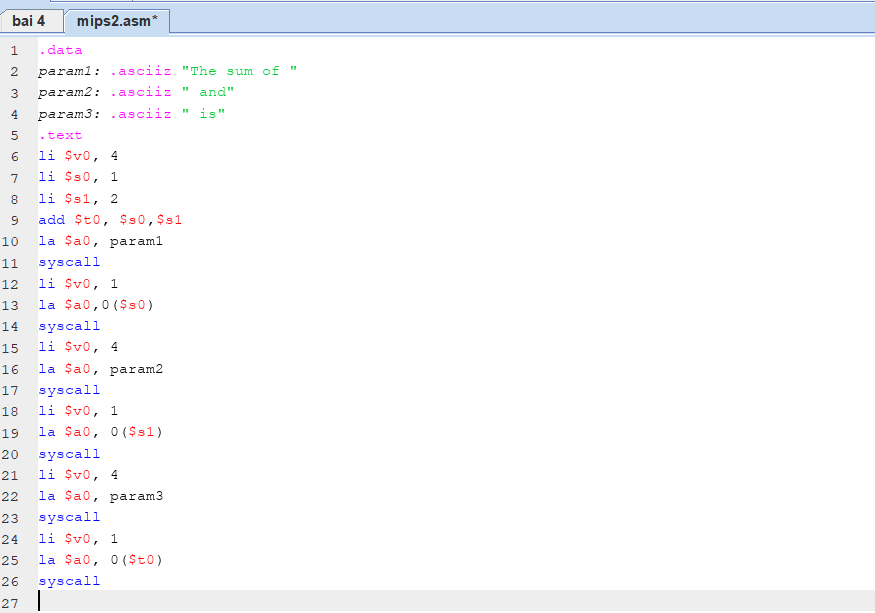 bai 4 mips2.asm*
1 .data
2 param1: .asciiz "The sum of "
3 param2: .asciiz " and"
4 param3: .asciiz " is"
5 .text
6 li $v0, 4
7 li $s0, 1
8 li $s1, 2
9 add $t0, $s0,$s1
10 la $a0, param1
11 syscall
12 li $v0, 1
13 la $a0,0($s0)
14 syscall
15 li $v0, 4
16 la $a0, param2
17 syscall
18 li $v0, 1
19 la $a0, 0($s1)
20 syscall
21 li $v0, 4
22 la $a0, param3
23 syscall
24 li $v0, 1
25 la $a0, 0($t0)
26 syscall
27